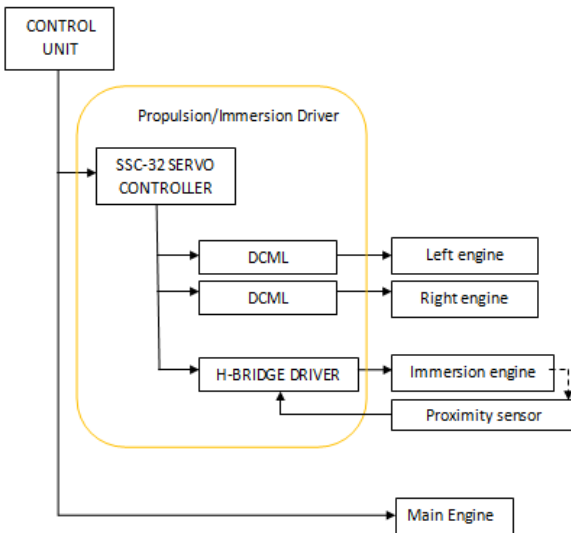 CONTROL
UNIT
Propulsion/Immersion Driver
SSC-32 SERVO
CONTROLLER
DCML
Left engine
DCML
Right engine
H-BRIDGE DRIVER
Immersion engine
Proximity sensor
Main Engine